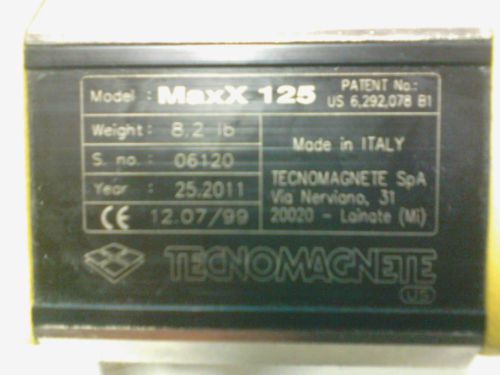 Model : MaxX 125
PATENT No.:
US 6,292,078 B1
Weight: 8,2 lb
S. no.: 06120
Year : 25.2011
CE 12.07/99
Made in ITALY
TECNOMAGNETE SpA
Via Nerviano, 31
20020 - Lainate (Mi)
TECNOMAGNETE
US